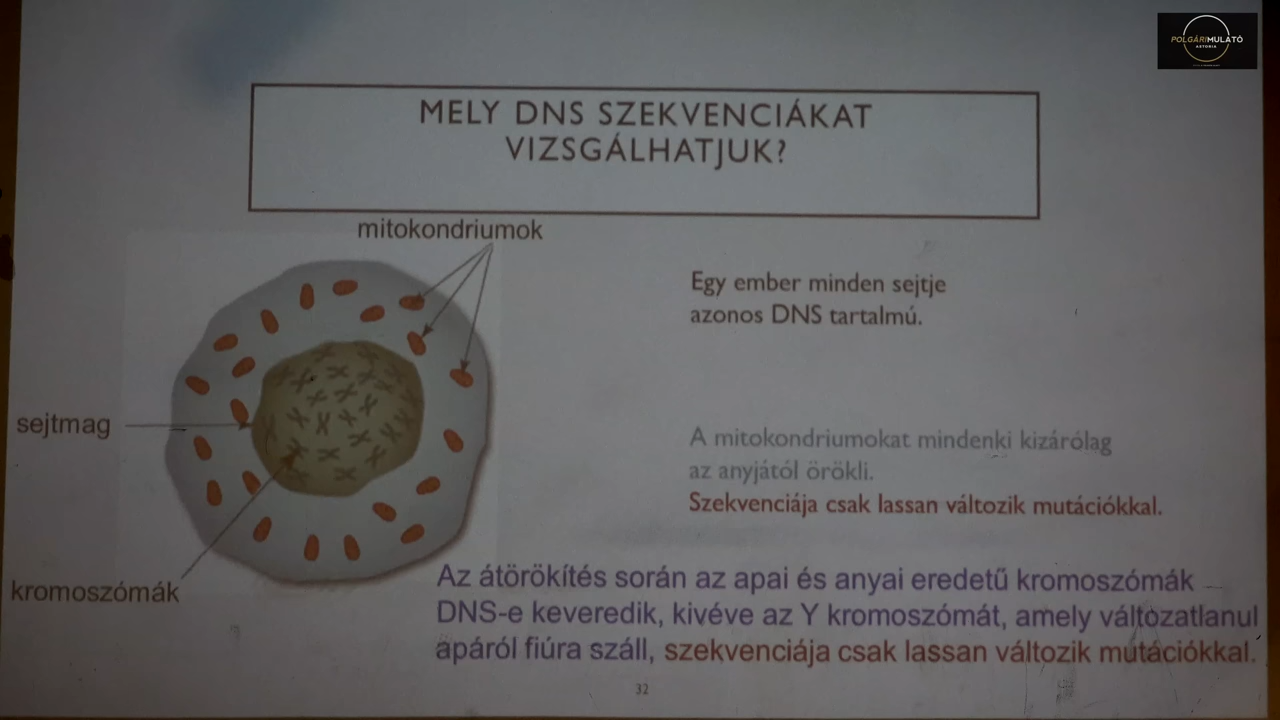 POLGÁRiMULATÓ
ASTORIA
MELY DNS SZEKVENCIÁKAT
VIZSGÁLHATJUK?
mitokondriumok
Egy ember minden sejtje
azonos DNS tartalmú.
sejtmag
A mitokondriumokat mindenki kizárólag
az anyjától örökli.
Szekvenciája csak lassan változik mutációkkal.
kromoszómák
Az átörökítés során az apai és anyai eredetű kromoszómák
DNS-e keveredik, kivéve az Y kromoszómát, amely változatlanul
apáról fiúra száll, szekvenciája csak lassan változik mutációkkal.
32